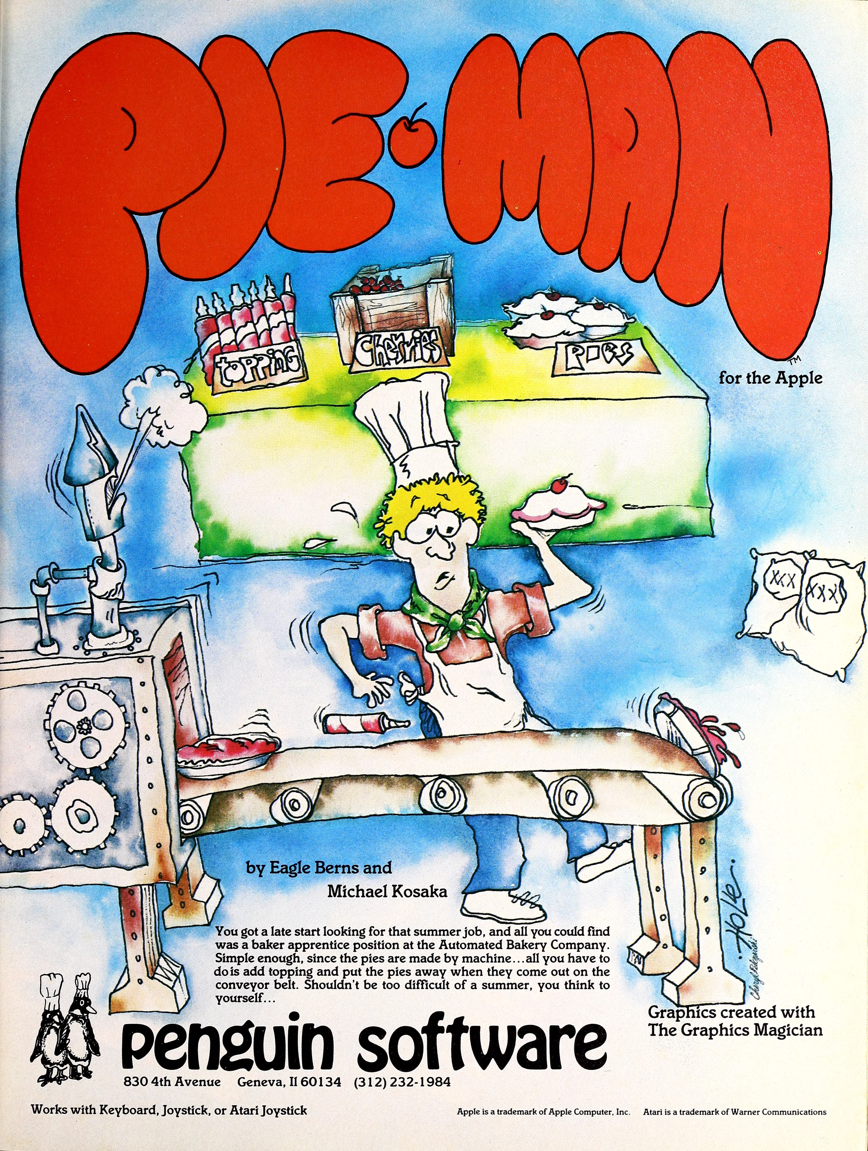 PIE·MAN
TM
for the Apple
topping
Cherries
PIES
XXX
XXX
by Eagle Berns and
Michael Kosaka
You got a late start looking for that summer job, and all you could find
was a baker apprentice position at the Automated Bakery Company.
Simple enough, since the pies are made by machine...all you have to
do is add topping and put the pies away when they come out on the
conveyor belt. Shouldn't be too difficult of a summer, you think to
yourself...
Graphics created with
The Graphics Magician
penguin software
830 4th Avenue Geneva, Il 60134 (312) 232-1984
Works with Keyboard, Joystick, or Atari Joystick
Apple is a trademark of Apple Computer, Inc. Atari is a trademark of Warner Communications